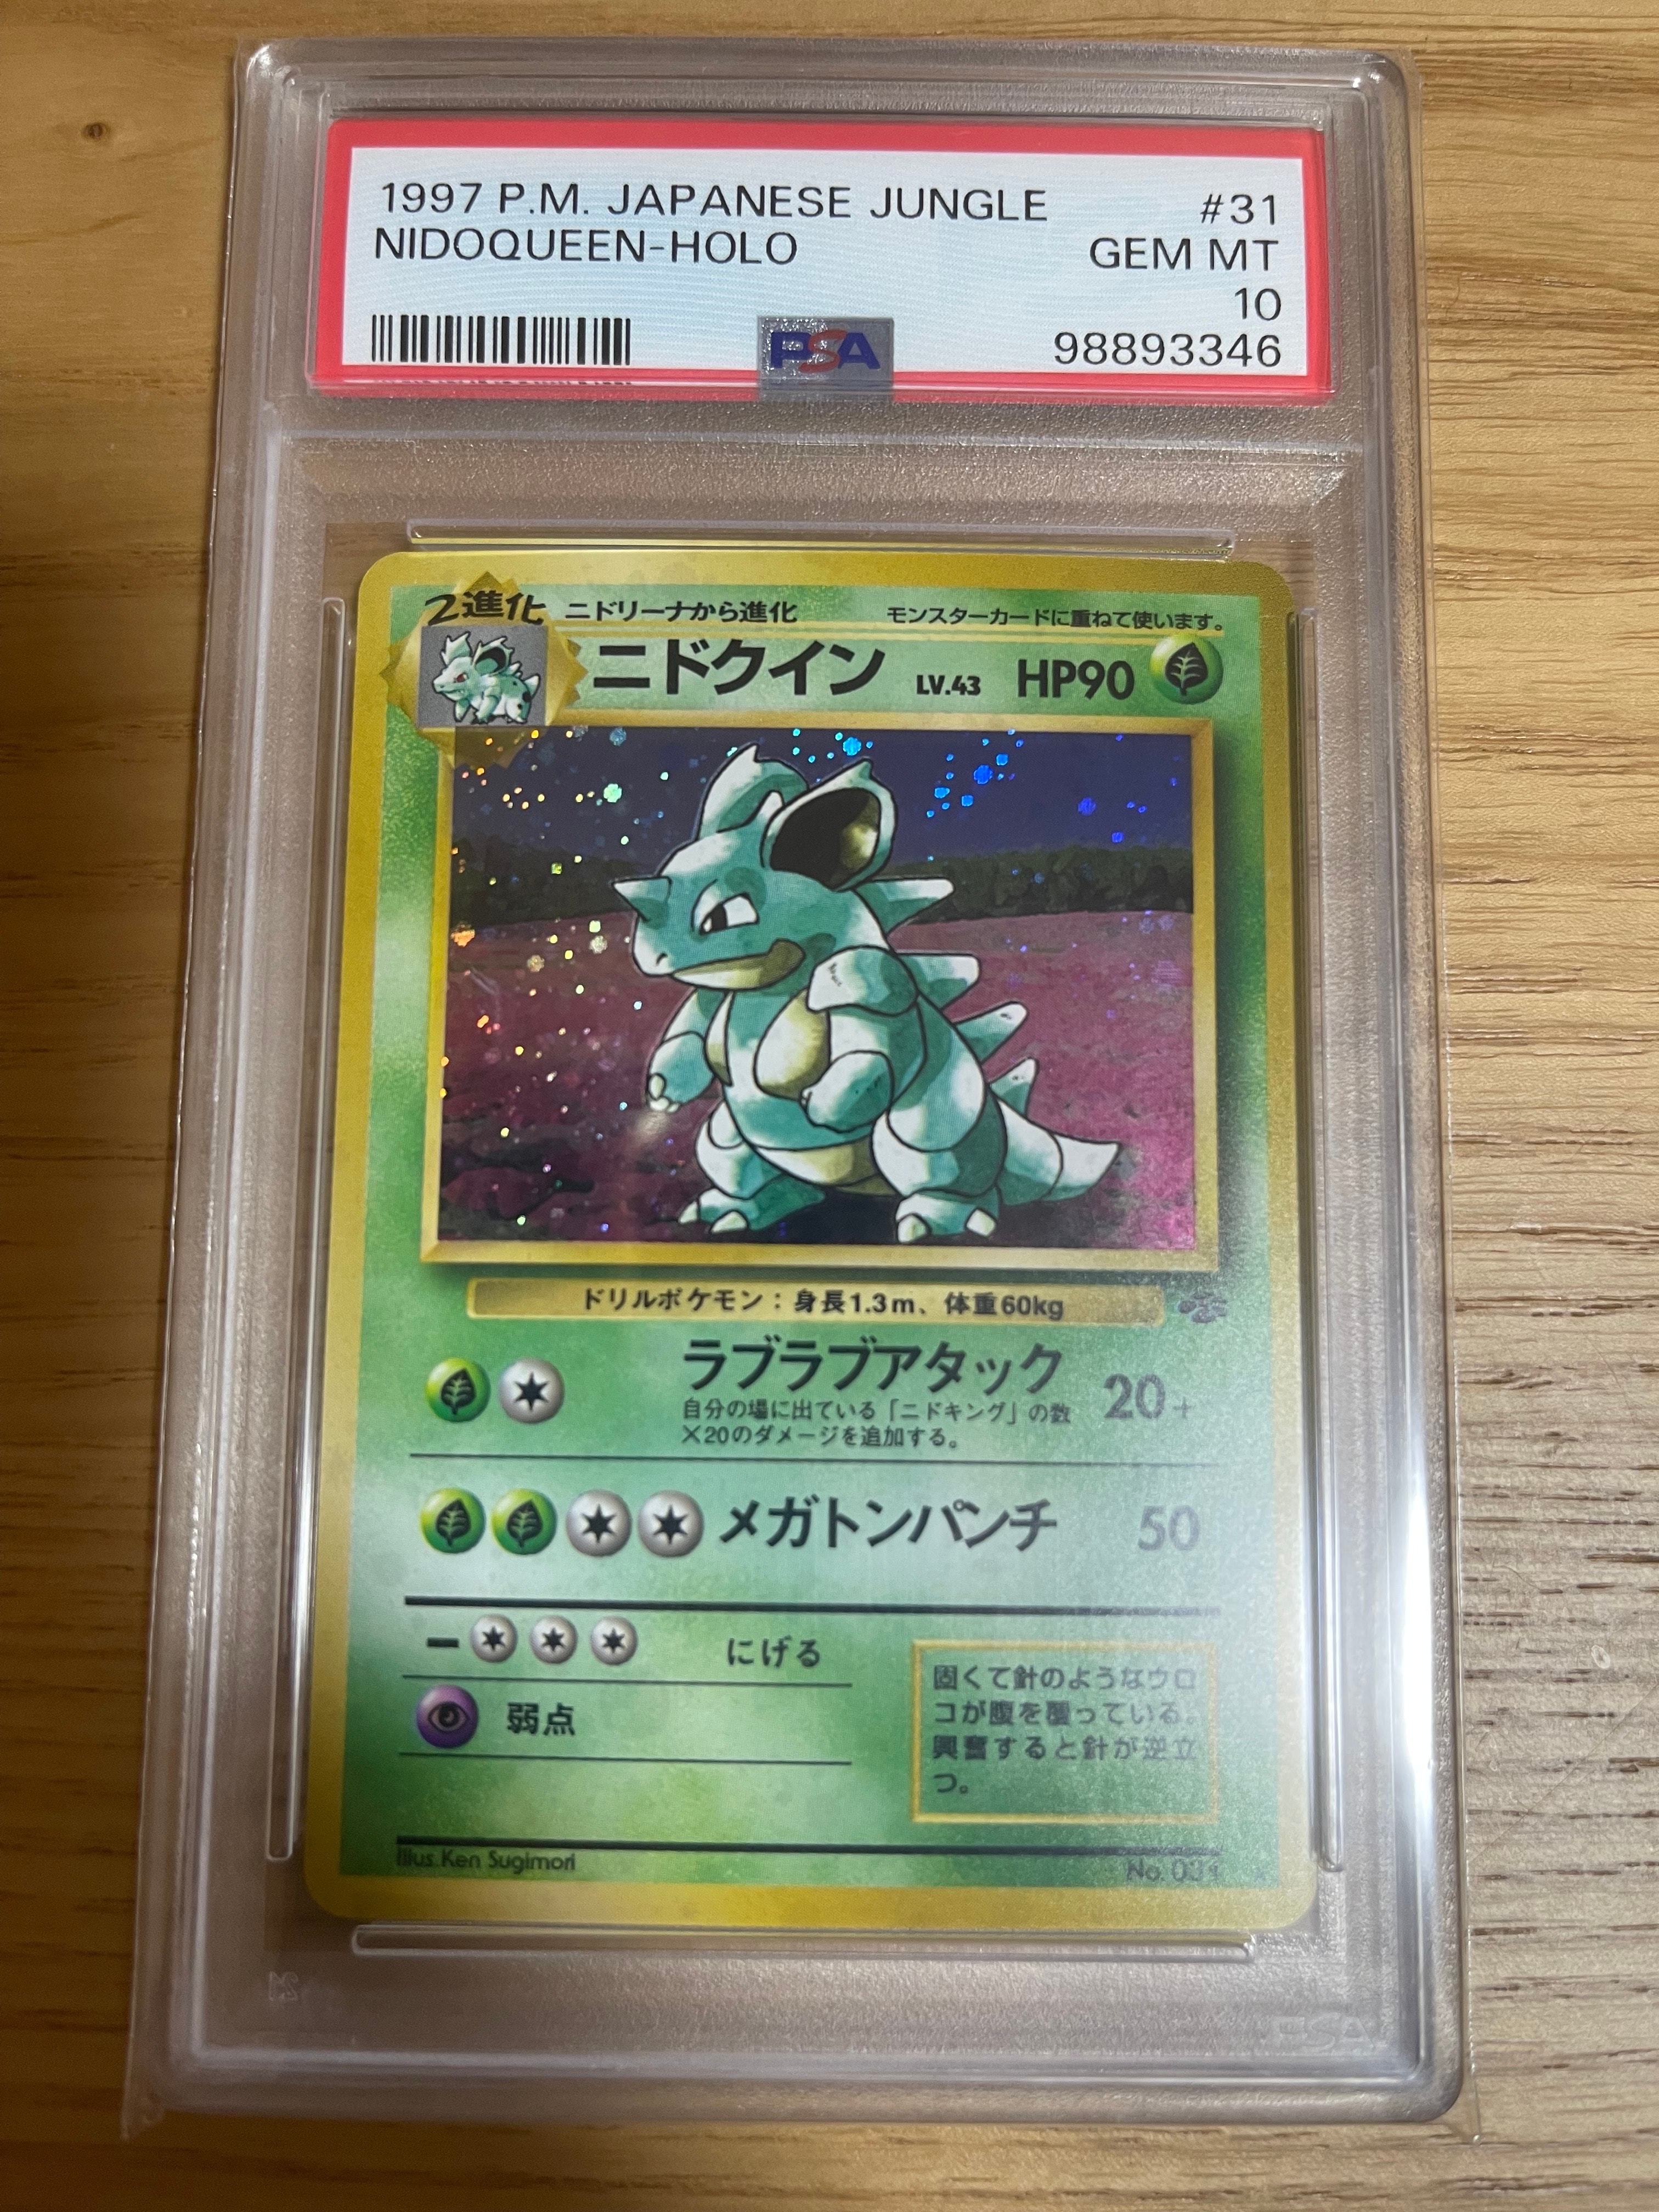 1997 P.M. JAPANESE JUNGLE #31
NIDOQUEEN-HOLO GEM MT
10
PSA 98893346
2進化 ニドリーナから進化 モンスターカードに重ねて使います。
ニドクイン LV.43 HP90
ドリルポケモン：身長1.3m、体重60kg
ラブラブアタック 20+
自分の場に出ている「ニドキング」の数
×20のダメージを追加する。
メガトンパンチ 50
にげる
弱点
固くて針のようなウロ
コが腹を覆っている。
興奮すると針が逆立
つ。
Illus. Ken Sugimori No. 031
PSA